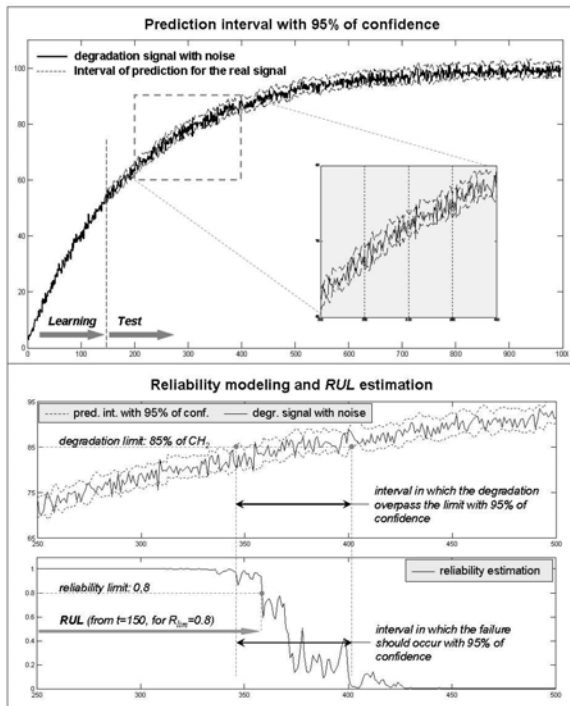 Prediction interval with 95% of confidence
degradation signal with noise
Interval of prediction for the real signal
100
80
60
40
20
0
Learning
Test
0 100 200 300 400 500 600 700 800 900 1000
Reliability modeling and RUL estimation
95
85
75
65
pred. int. with 95% of conf.
degr. signal with noise
degradation limit: 85% of CH2
interval in which the degradation
overpass the limit with 95% of
confidence
250 300 350 400 450 500
1
0.8
0.6
0.4
0.2
0
reliability estimation
reliability limit: 0,8
RUL (from t=150, for Rlim=0.8)
interval in which the failure
should occur with 95% of
confidence
250 300 350 400 450 500